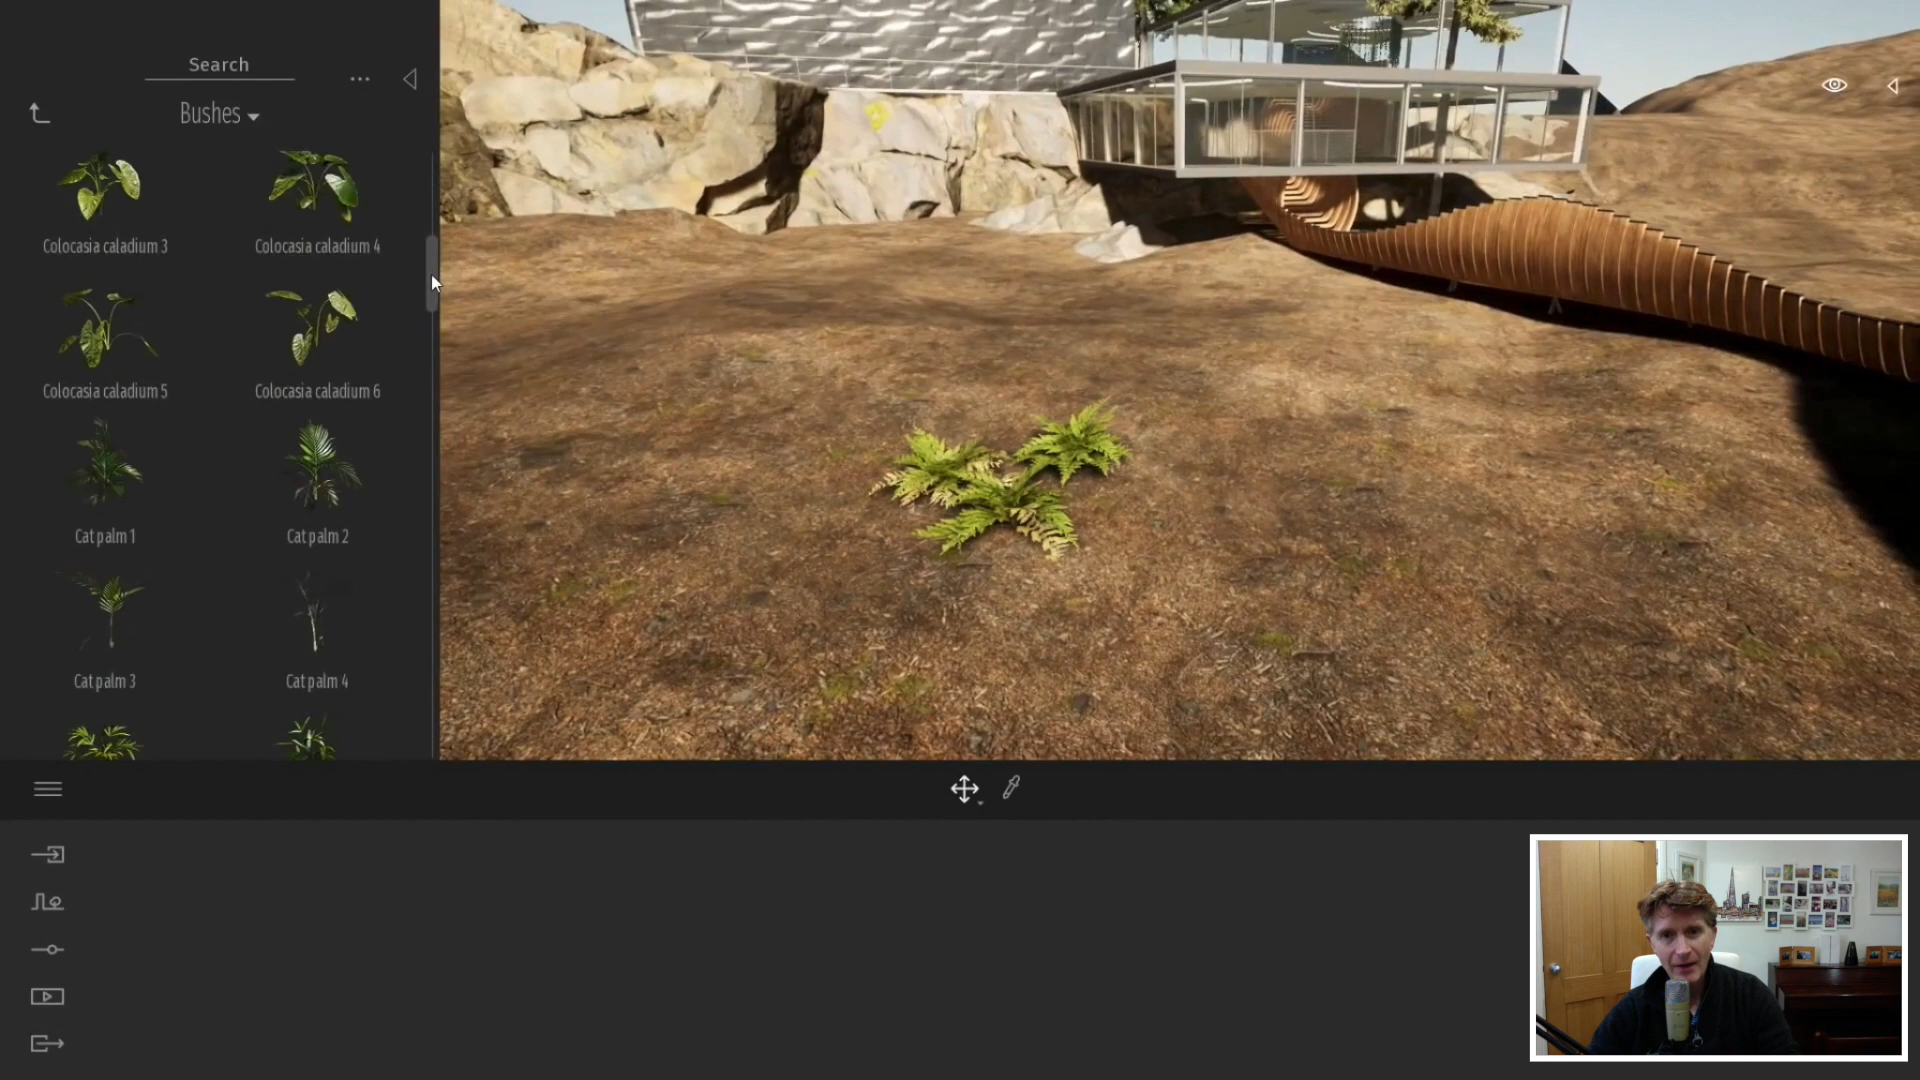 Search
Bushes
Colocasia caladium 3
Colocasia caladium 4
Colocasia caladium 5
Colocasia caladium 6
Cat palm 1
Cat palm 2
Cat palm 3
Cat palm 4